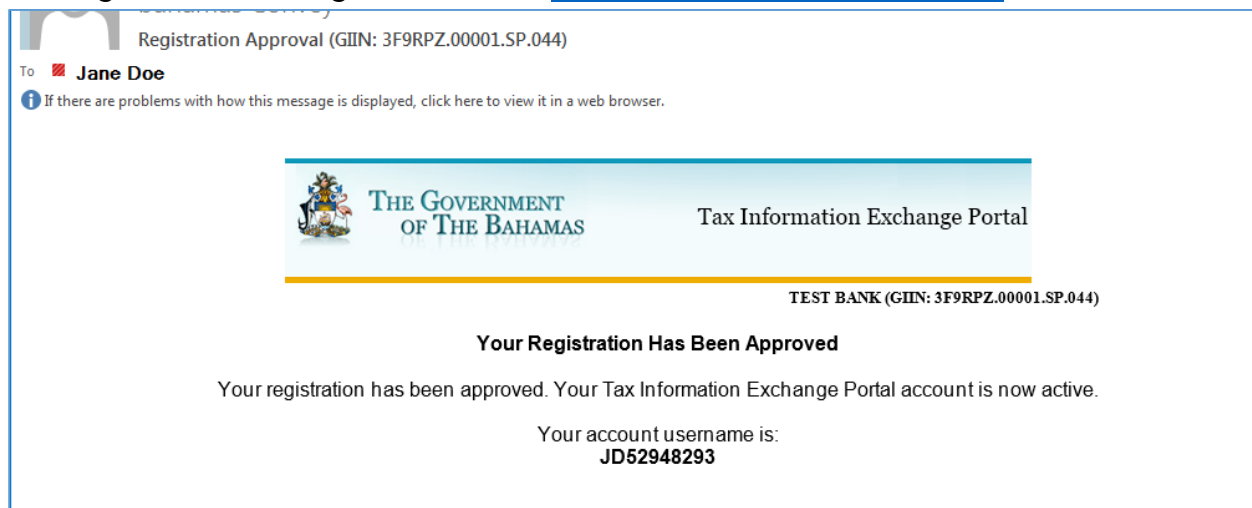 Registration Approval (GIIN: 3F9RPZ.00001.SP.044)
To Jane Doe
If there are problems with how this message is displayed, click here to view it in a web browser.
THE GOVERNMENT
OF THE BAHAMAS
Tax Information Exchange Portal
TEST BANK (GIIN: 3F9RPZ.00001.SP.044)
Your Registration Has Been Approved
Your registration has been approved. Your Tax Information Exchange Portal account is now active.
Your account username is:
JD52948293